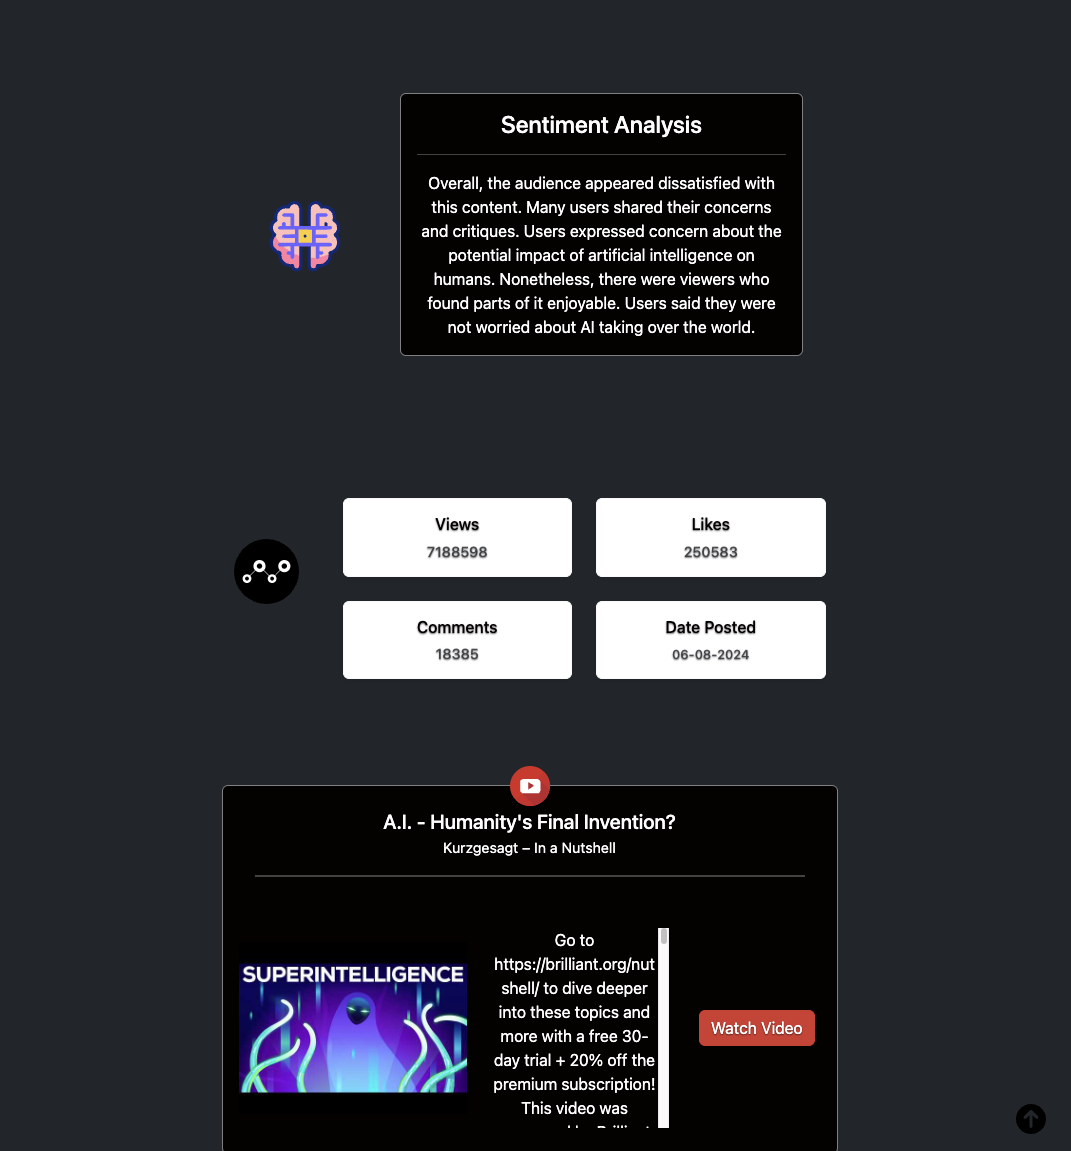 Sentiment Analysis
Overall, the audience appeared dissatisfied with
this content. Many users shared their concerns
and critiques. Users expressed concern about the
potential impact of artificial intelligence on
humans. Nonetheless, there were viewers who
found parts of it enjoyable. Users said they were
not worried about AI taking over the world.
Views
7188598
Likes
250583
Comments
18385
Date Posted
06-08-2024
A.I. - Humanity's Final Invention?
Kurzgesagt – In a Nutshell
SUPERINTELLIGENCE
Go to
https://brilliant.org/nut
shell/ to dive deeper
into these topics and
more with a free 30-
day trial + 20% off the
premium subscription!
This video was
Watch Video